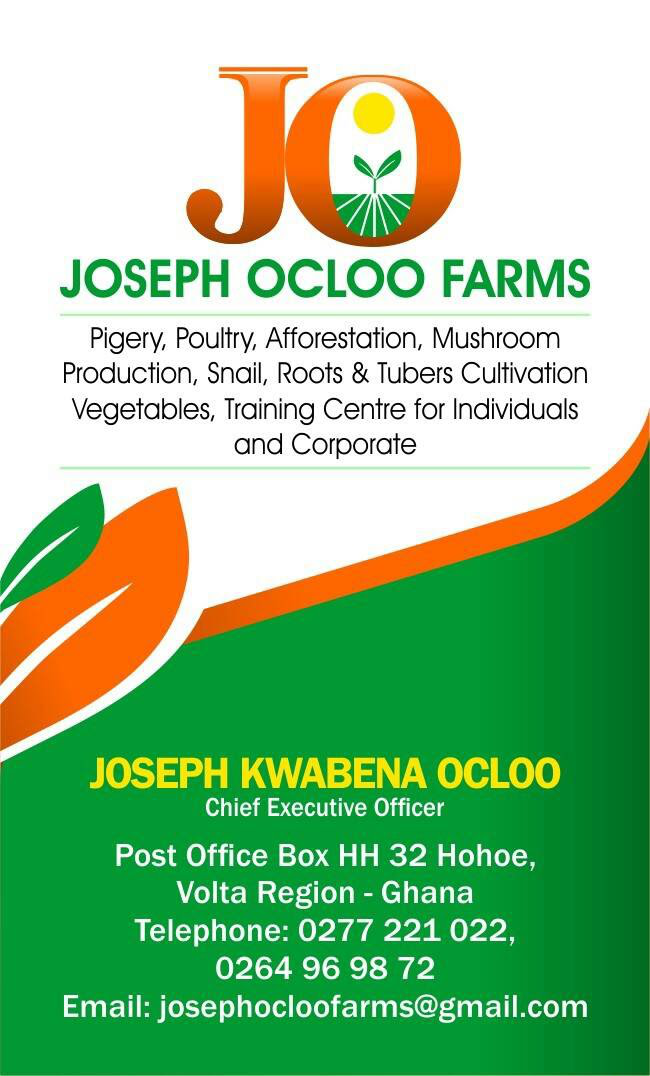 JO
JOSEPH OCLOO FARMS
Pigery, Poultry, Afforestation, Mushroom
Production, Snail, Roots & Tubers Cultivation
Vegetables, Training Centre for Individuals
and Corporate
JOSEPH KWABENA OCLOO
Chief Executive Officer
Post Office Box HH 32 Hohoe,
Volta Region - Ghana
Telephone: 0277 221 022,
0264 96 98 72
Email: josephocloofarms@gmail.com